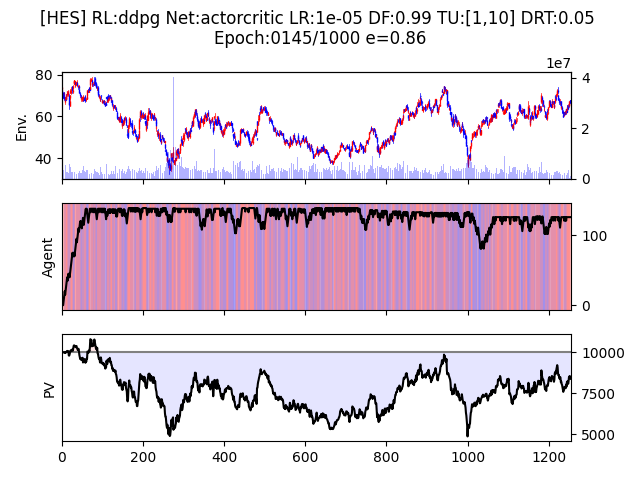 [HES] RL:ddpg Net:actorcritic LR:1e-05 DF:0.99 TU:[1,10] DRT:0.05
Epoch:0145/1000 e=0.86
1e7
80
60
40
Env.
4
2
0
Agent
100
0
PV
10000
7500
5000
0 200 400 600 800 1000 1200